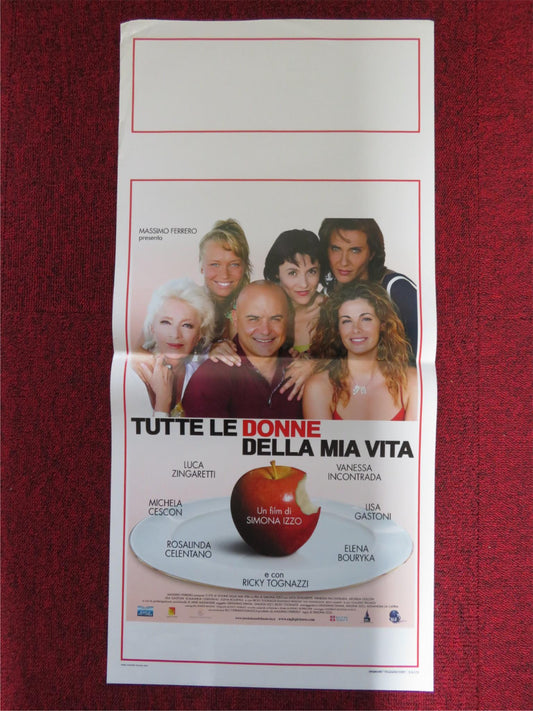 MASSIMO FERRERO
presenta
TUTTE LE DONNE
DELLA MIA VITA
LUCA
ZINGARETTI
VANESSA
INCONTRADA
MICHELA
CESCON
Un film di
SIMONA IZZO
LISA
GASTONI
ROSALINDA
CELENTANO
ELENA
BOURYKA
e con
RICKY TOGNAZZI